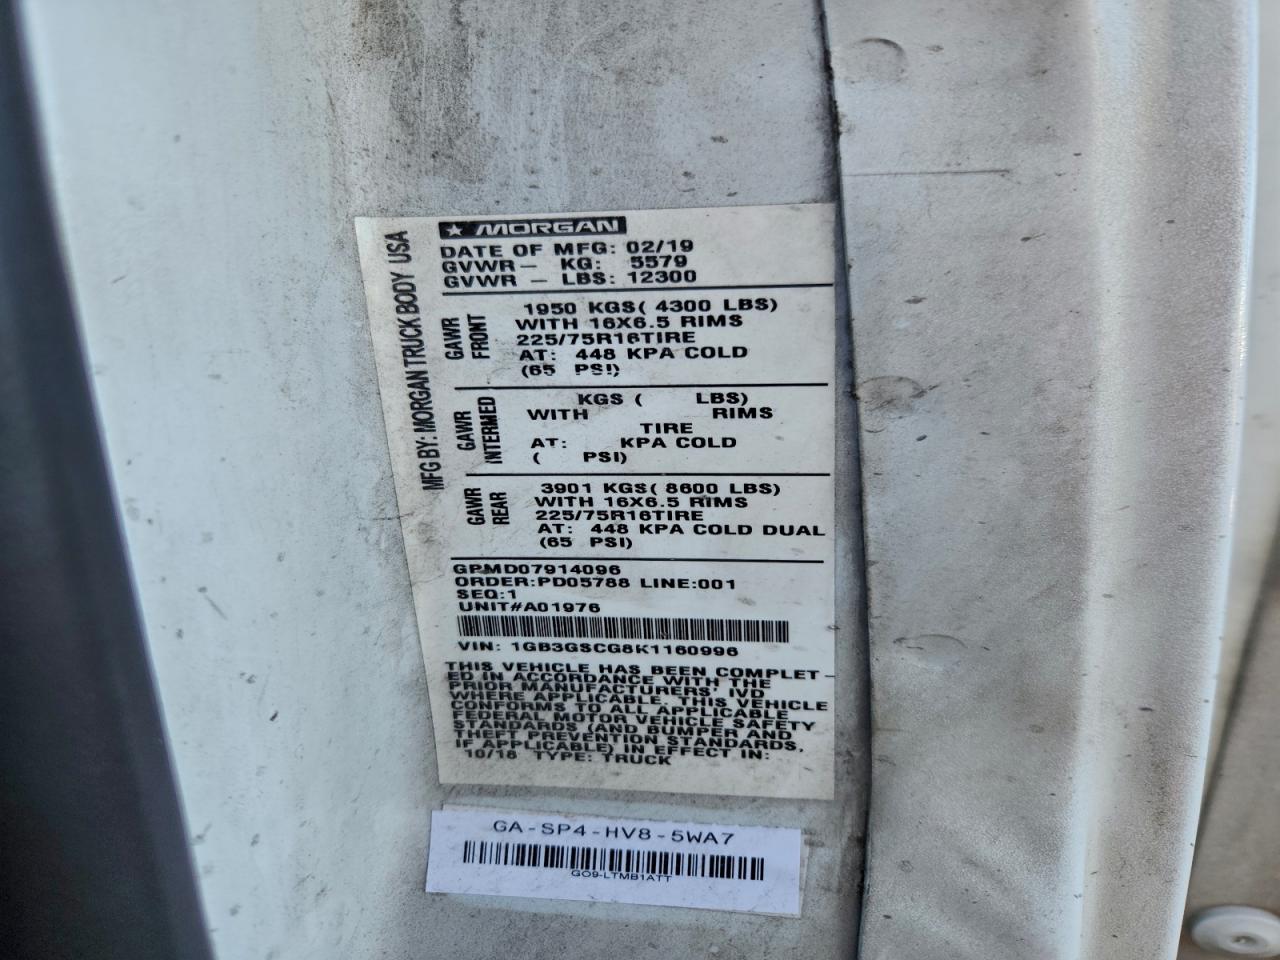 MORGAN
MFG BY: MORGAN TRUCK BODY USA
DATE OF MFG: 02/19
GVWR— KG: 5579
GVWR — LBS: 12300
GAWR FRONT
1950 KGS( 4300 LBS)
WITH 16X6.5 RIMS
225/75R16TIRE
AT: 448 KPA COLD
(65 PSI)
GAWR INTERMED
KGS ( LBS)
WITH RIMS
TIRE
AT: KPA COLD
( PSI)
GAWR REAR
3901 KGS( 8600 LBS)
WITH 16X6.5 RIMS
225/75R16TIRE
AT: 448 KPA COLD DUAL
(65 PSI)
GPMD07914096
ORDER:PD05788 LINE:001
SEQ:1
UNIT#A01976
VIN: 1GB3GSCG8K1160996
THIS VEHICLE HAS BEEN COMPLET-
ED IN ACCORDANCE WITH THE
PRIOR MANUFACTURERS' IVD
WHERE APPLICABLE. THIS VEHICLE
CONFORMS TO ALL APPLICABLE
FEDERAL MOTOR VEHICLE SAFETY
STANDARDS (AND BUMPER AND
THEFT PREVENTION STANDARDS,
IF APPLICABLE) IN EFFECT IN:
10/18 TYPE: TRUCK
GA-SP4-HV8-5WA7
GO9-LTMB1ATT